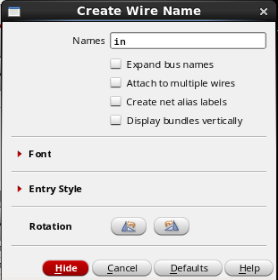 Create Wire Name
Names in
Expand bus names
Attach to multiple wires
Create net alias labels
Display bundles vertically
Font
Entry Style
Rotation
Hide Cancel Defaults Help